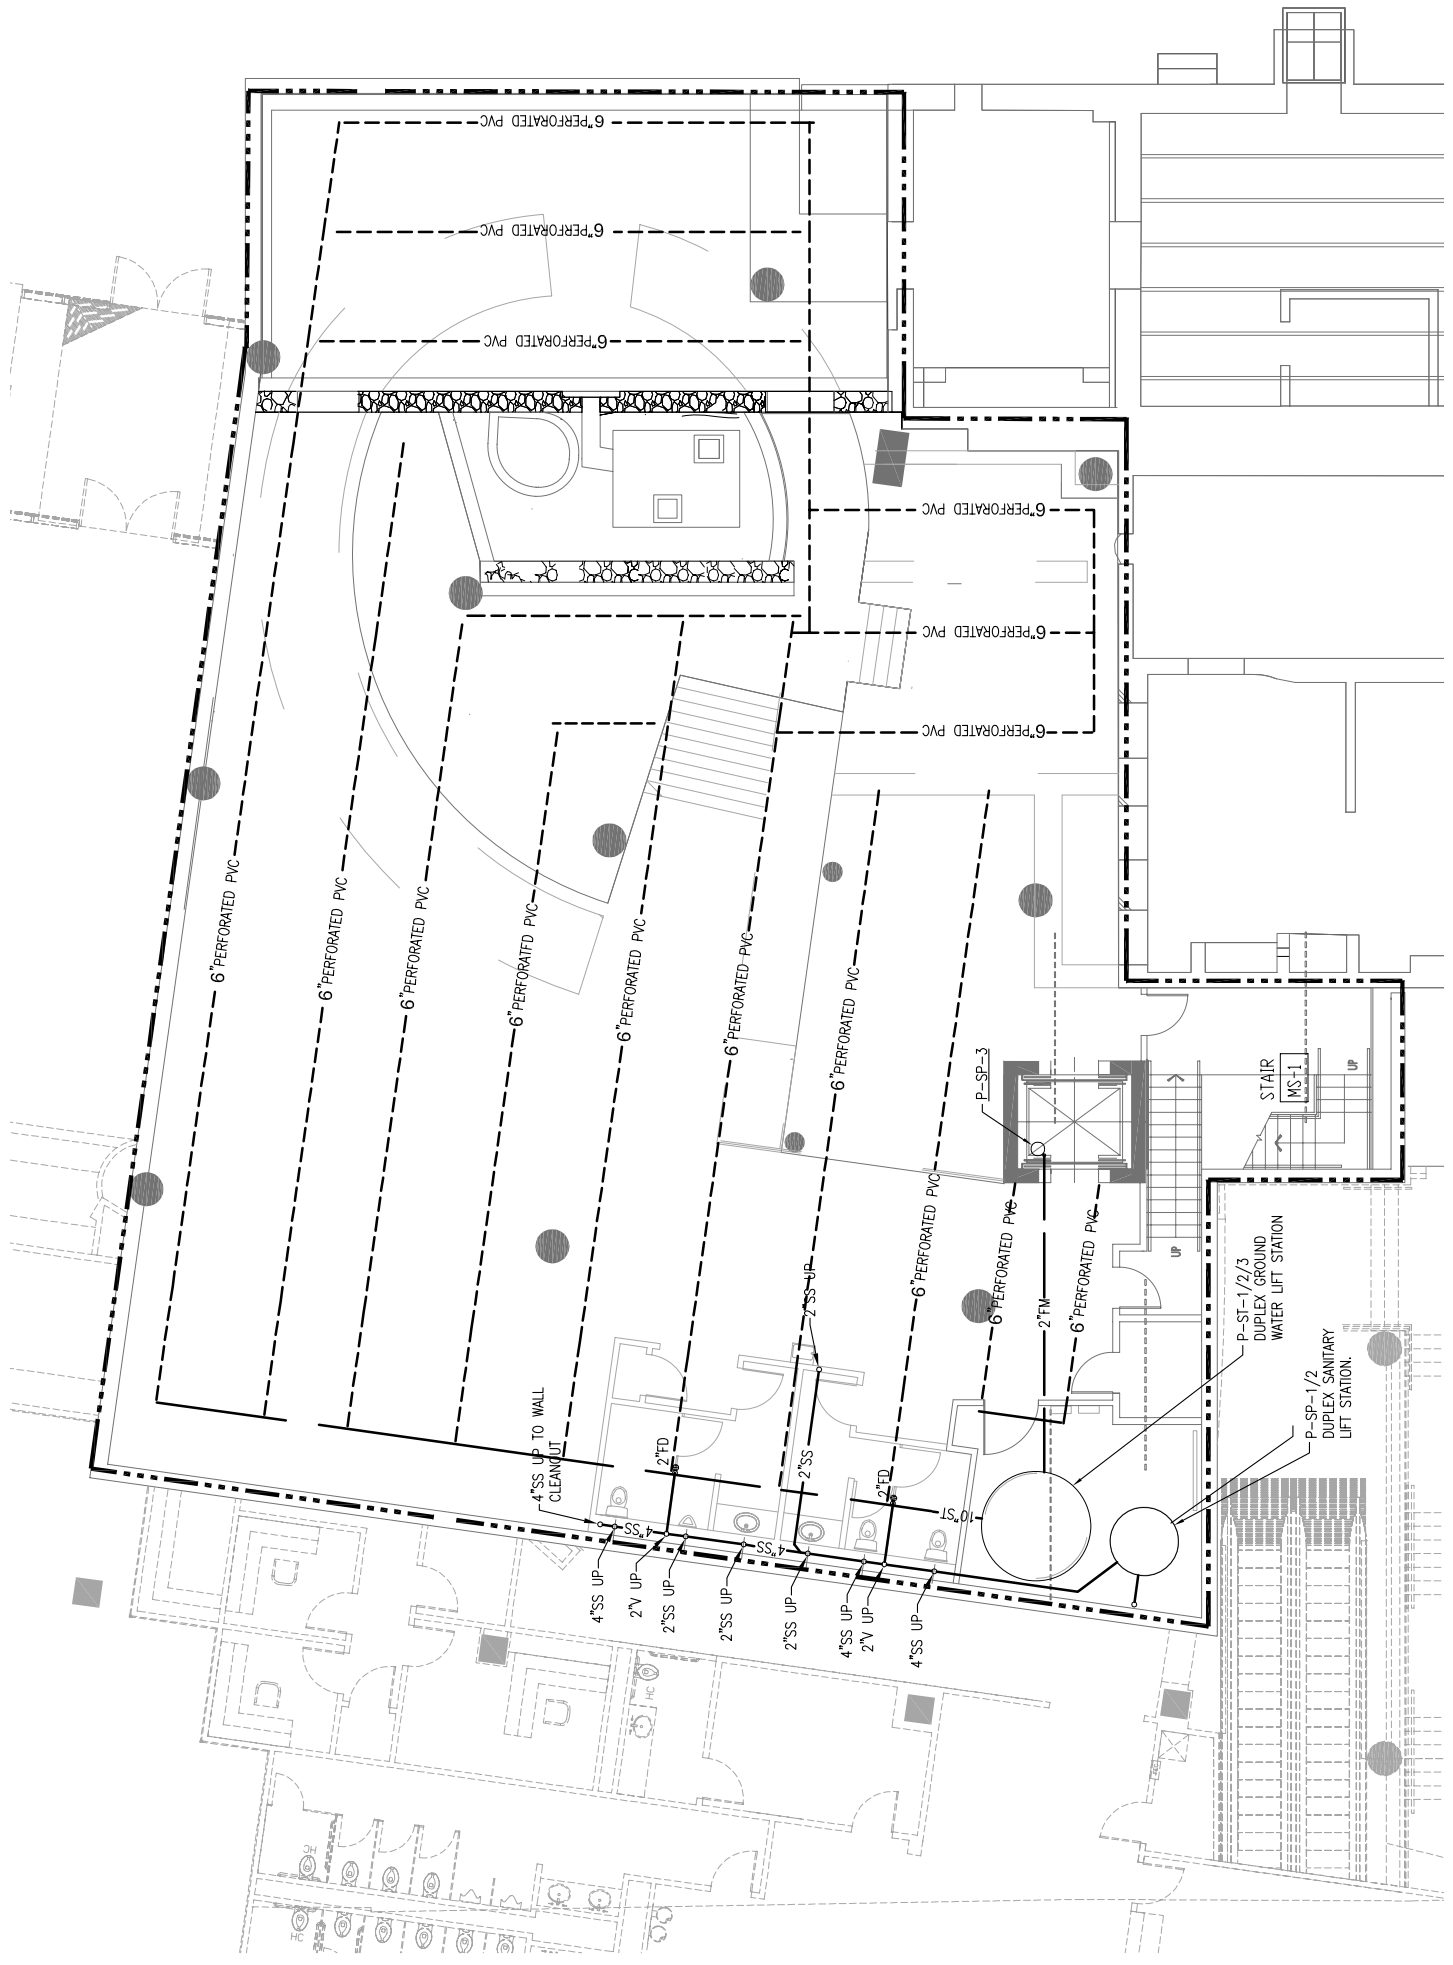 6"PERFORATED PVC
6"PERFORATED PVC
6"PERFORATED PVC
6"PERFORATED PVC
6"PERFORATED PVC
6"PERFORATED PVC
6"PERFORATED PVC
6"PERFORATED PVC
6"PERFORATED PVC
6"PERFORATFD PVC
6"PERFORATED PVC
6"PERFORATED PVC
6"PERFORATED PVC
6"PERFORATED PVC
6"PERFORATED PVC
6"PERFORATED PVC
P-SP-3
STAIR
MS-1
UP
UP
2"FM
2"SS UP
P-ST-1/2/3
DUPLEX GROUND
WATER LIFT STATION
P-SP-1/2
DUPLEX SANITARY
LIFT STATION.
4"SS UP TO WALL
CLEANOUT
2"FD
2"SS
2"FD
10"ST
4"SS
4"SS
4"SS UP
2"V UP
2"SS UP
2"SS UP
2"SS UP
4"SS UP
2"V UP
4"SS UP
HC
HC
HC